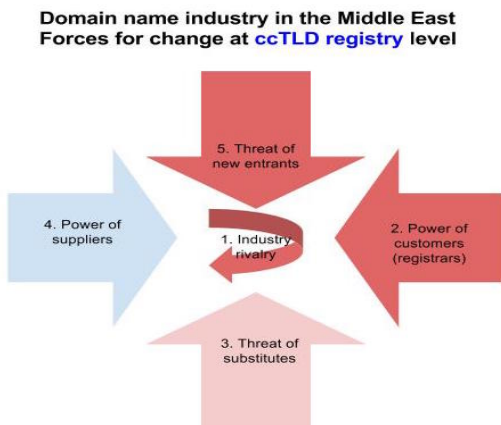 Domain name industry in the Middle East
Forces for change at ccTLD registry level
5. Threat of
new entrants
4. Power of
suppliers
1. Industry
rivalry
2. Power of
customers
(registrars)
3. Threat of
substitutes